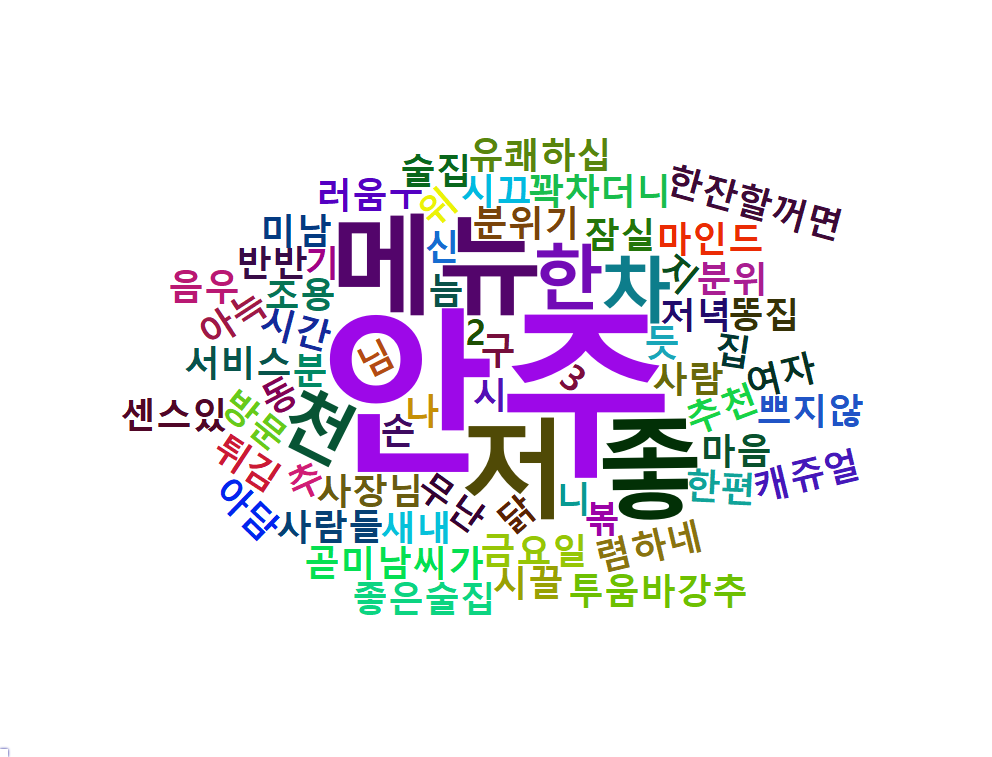 유쾌하십
술집
시끄
꽉차더니
한잔할꺼면
러움ㅜ
위
분위기
미남
메뉴
신
잠실
마인드
반반
기
한
차
지
분위
음우
조용
늠
저녁
똥집
아늑
시간
2
구
듯
집
서비스
분
님
안주
3
사람
여자
센스있
방문
동
천
시
나
손
추천
쁘지않
튀김
추
사장님
무난
저
닭
좋
마음
니
볶
한편
캐쥬얼
아담
사람들
새내
금요일
렴하네
곧미남씨가
시끌
좋은술집
투움바강추